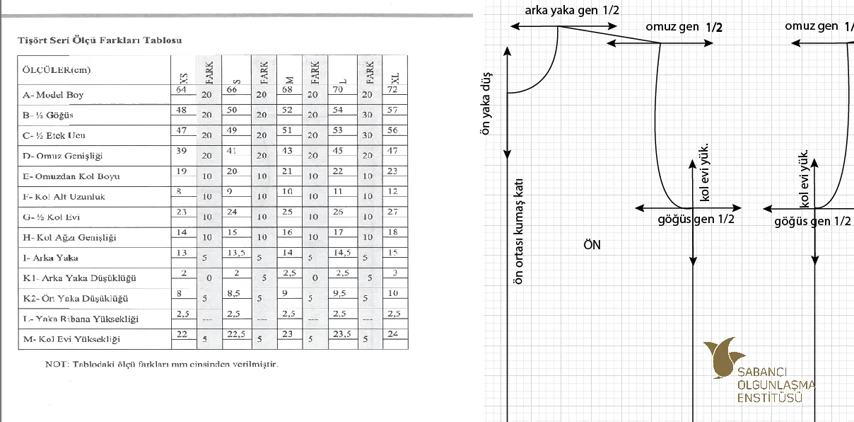 Tişört Seri Ölçü Farkları Tablosu
ÖLÇÜLER(cm) XS FARK S FARK M FARK L FARK XL
A- Model Boy 64 20 66 20 68 20 70 20 72
B- ½ Göğüs 48 20 50 20 52 20 54 30 57
C- ½ Etek Ucu 47 20 49 20 51 20 53 30 56
D- Omuz Genişliği 39 20 41 20 43 20 45 20 47
E- Omuzdan Kol Boyu 19 10 20 10 21 10 22 10 23
F- Kol Alt Uzunluk 8 10 9 10 10 10 11 10 12
G- ½ Kol Evi 23 10 24 10 25 10 26 10 27
H- Kol Ağzı Genişliği 14 10 15 10 16 10 17 10 18
I- Arka Yaka 13 5 13,5 5 14 5 14,5 5 15
K1- Arka Yaka Düşüklüğü 2 0 2 5 2,5 0 2,5 5 3
K2- Ön Yaka Düşüklüğü 8 5 8,5 5 9 5 9,5 5 10
L- Yaka Ribana Yüksekliği 2,5 --- 2,5 --- 2,5 --- 2,5 --- 2,5
M- Kol Evi Yüksekliği 22 5 22,5 5 23 5 23,5 5 24
NOT: Tablodaki ölçü farkları mm cinsinden verilmiştir.
arka yaka gen 1/2
omuz gen 1/2
omuz gen 1/
ön yaka düş
kol evi yük.
kol evi yük.
göğüs gen 1/2
göğüs gen 1/2
ön ortası kumaş katı
ÖN
SABANCI
OLGUNLAŞMA
ENSTİTÜSÜ